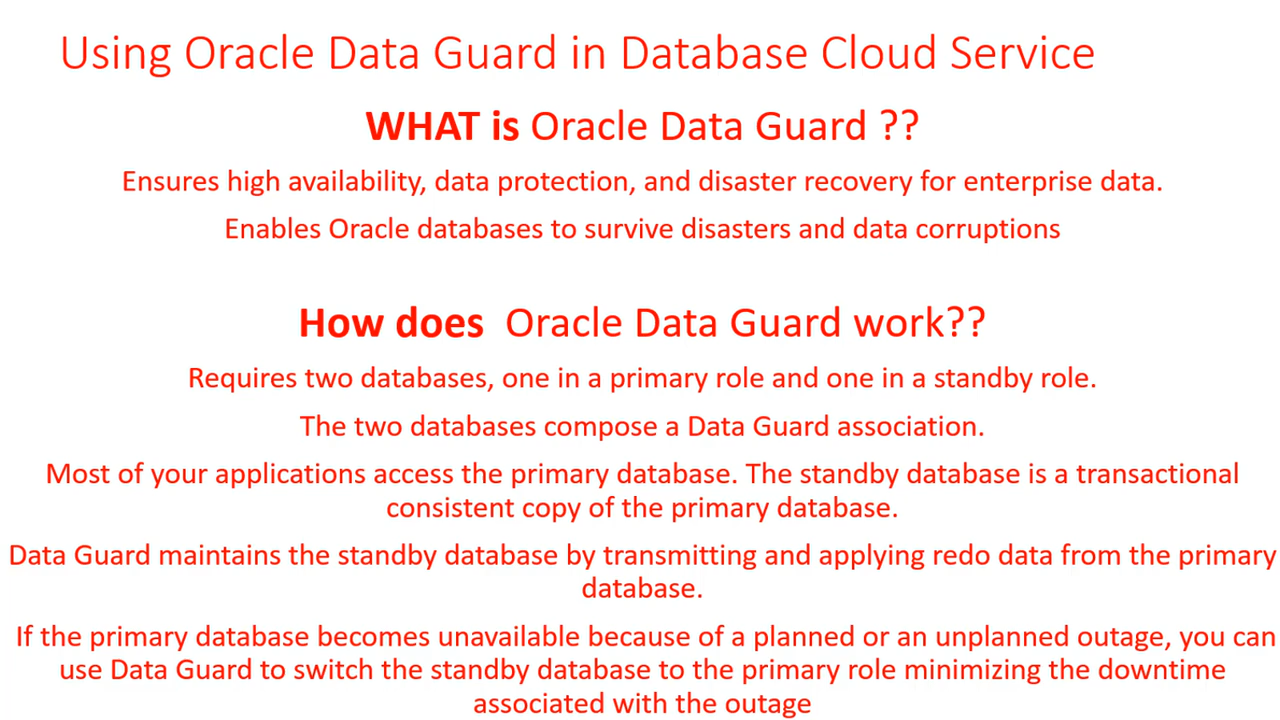 Using Oracle Data Guard in Database Cloud Service
WHAT is Oracle Data Guard ??
Ensures high availability, data protection, and disaster recovery for enterprise data.
Enables Oracle databases to survive disasters and data corruptions
How does Oracle Data Guard work??
Requires two databases, one in a primary role and one in a standby role.
The two databases compose a Data Guard association.
Most of your applications access the primary database. The standby database is a transactional
consistent copy of the primary database.
Data Guard maintains the standby database by transmitting and applying redo data from the primary
database.
If the primary database becomes unavailable because of a planned or an unplanned outage, you can
use Data Guard to switch the standby database to the primary role minimizing the downtime
associated with the outage